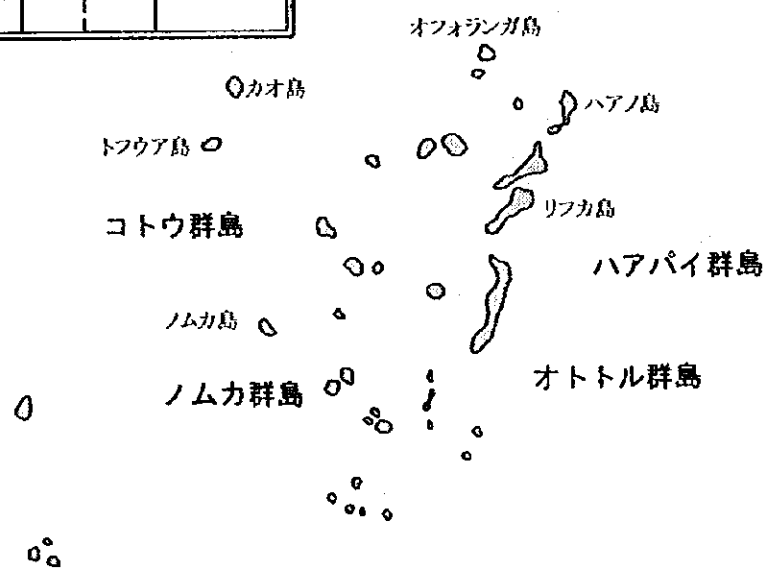 オフォランガ島
カオ島
ハアノ島
トフウア島
リフカ島
コトウ群島
ハアパイ群島
ノムカ島
オトトル群島
ノムカ群島